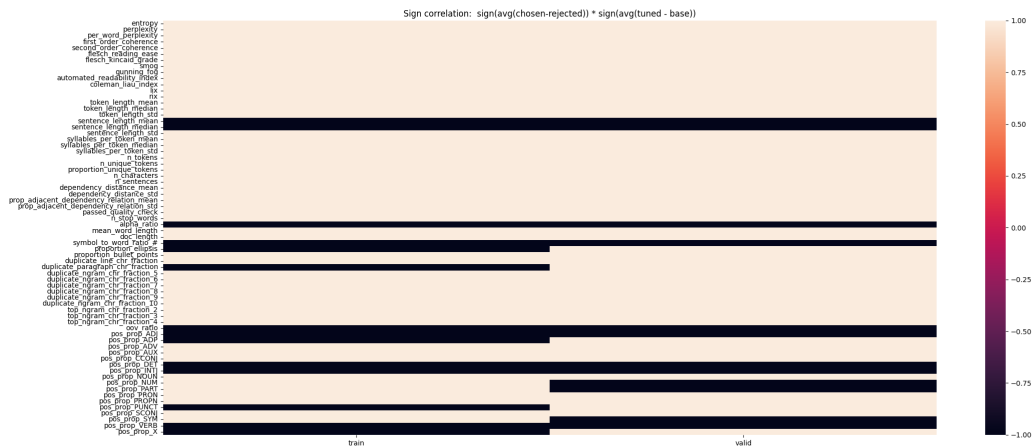 Sign correlation: sign(avg(chosen-rejected)) * sign(avg(tuned - base))
entropy
perplexity
per_word_perplexity
first_order_coherence
second_order_coherence
flesch_reading_ease
flesch_kincaid_grade
smog
gunning_fog
automated_readability_index
coleman_liau_index
lix
rix
token_length_mean
token_length_median
token_length_std
sentence_length_mean
sentence_length_median
sentence_length_std
syllables_per_token_mean
syllables_per_token_median
syllables_per_token_std
n_tokens
n_unique_tokens
proportion_unique_tokens
n_characters
n_sentences
dependency_distance_mean
dependency_distance_std
prop_adjacent_dependency_relation_mean
prop_adjacent_dependency_relation_std
passed_quality_check
n_stop_words
alpha_ratio
mean_word_length
doc_length
symbol_to_word_ratio_#
proportion_ellipsis
proportion_bullet_points
duplicate_line_chr_fraction
duplicate_paragraph_chr_fraction
duplicate_ngram_chr_fraction_5
duplicate_ngram_chr_fraction_6
duplicate_ngram_chr_fraction_7
duplicate_ngram_chr_fraction_8
duplicate_ngram_chr_fraction_9
duplicate_ngram_chr_fraction_10
top_ngram_chr_fraction_2
top_ngram_chr_fraction_3
top_ngram_chr_fraction_4
oov_ratio
pos_prop_ADJ
pos_prop_ADP
pos_prop_ADV
pos_prop_AUX
pos_prop_CCONJ
pos_prop_DET
pos_prop_INTJ
pos_prop_NOUN
pos_prop_NUM
pos_prop_PART
pos_prop_PRON
pos_prop_PROPN
pos_prop_PUNCT
pos_prop_SCONJ
pos_prop_SYM
pos_prop_VERB
pos_prop_X
train
valid
1.00
0.75
0.50
0.25
0.00
−0.25
−0.50
−0.75
−1.00